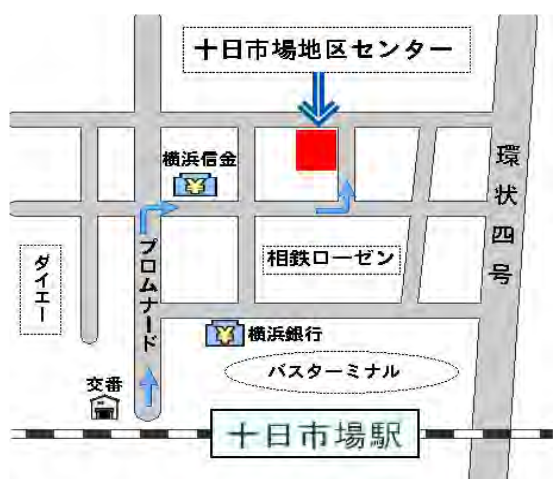 十日市場地区センター
横浜信金
環状四号
相鉄ローゼン
ダイエー
プロムナード
横浜銀行
バスターミナル
交番
十日市場駅